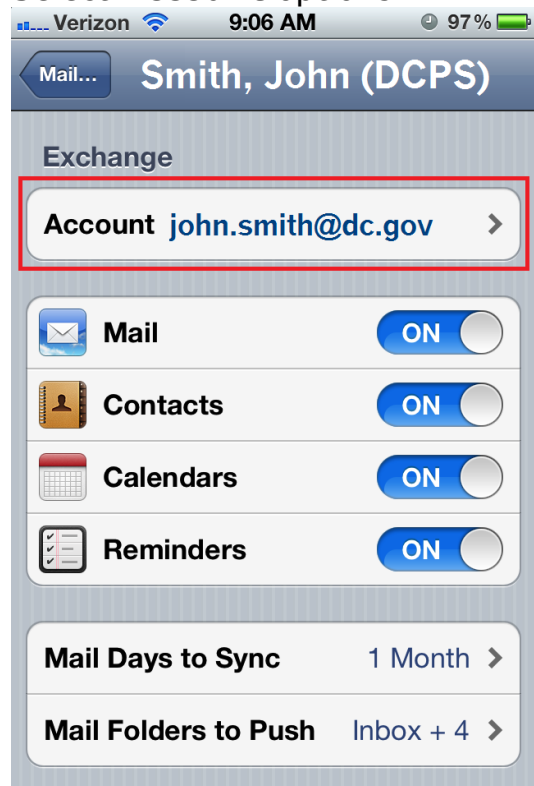 Verizon 9:06 AM 97%
Mail... Smith, John (DCPS)
Exchange
Account john.smith@dc.gov
Mail ON
Contacts ON
Calendars ON
Reminders ON
Mail Days to Sync 1 Month
Mail Folders to Push Inbox + 4